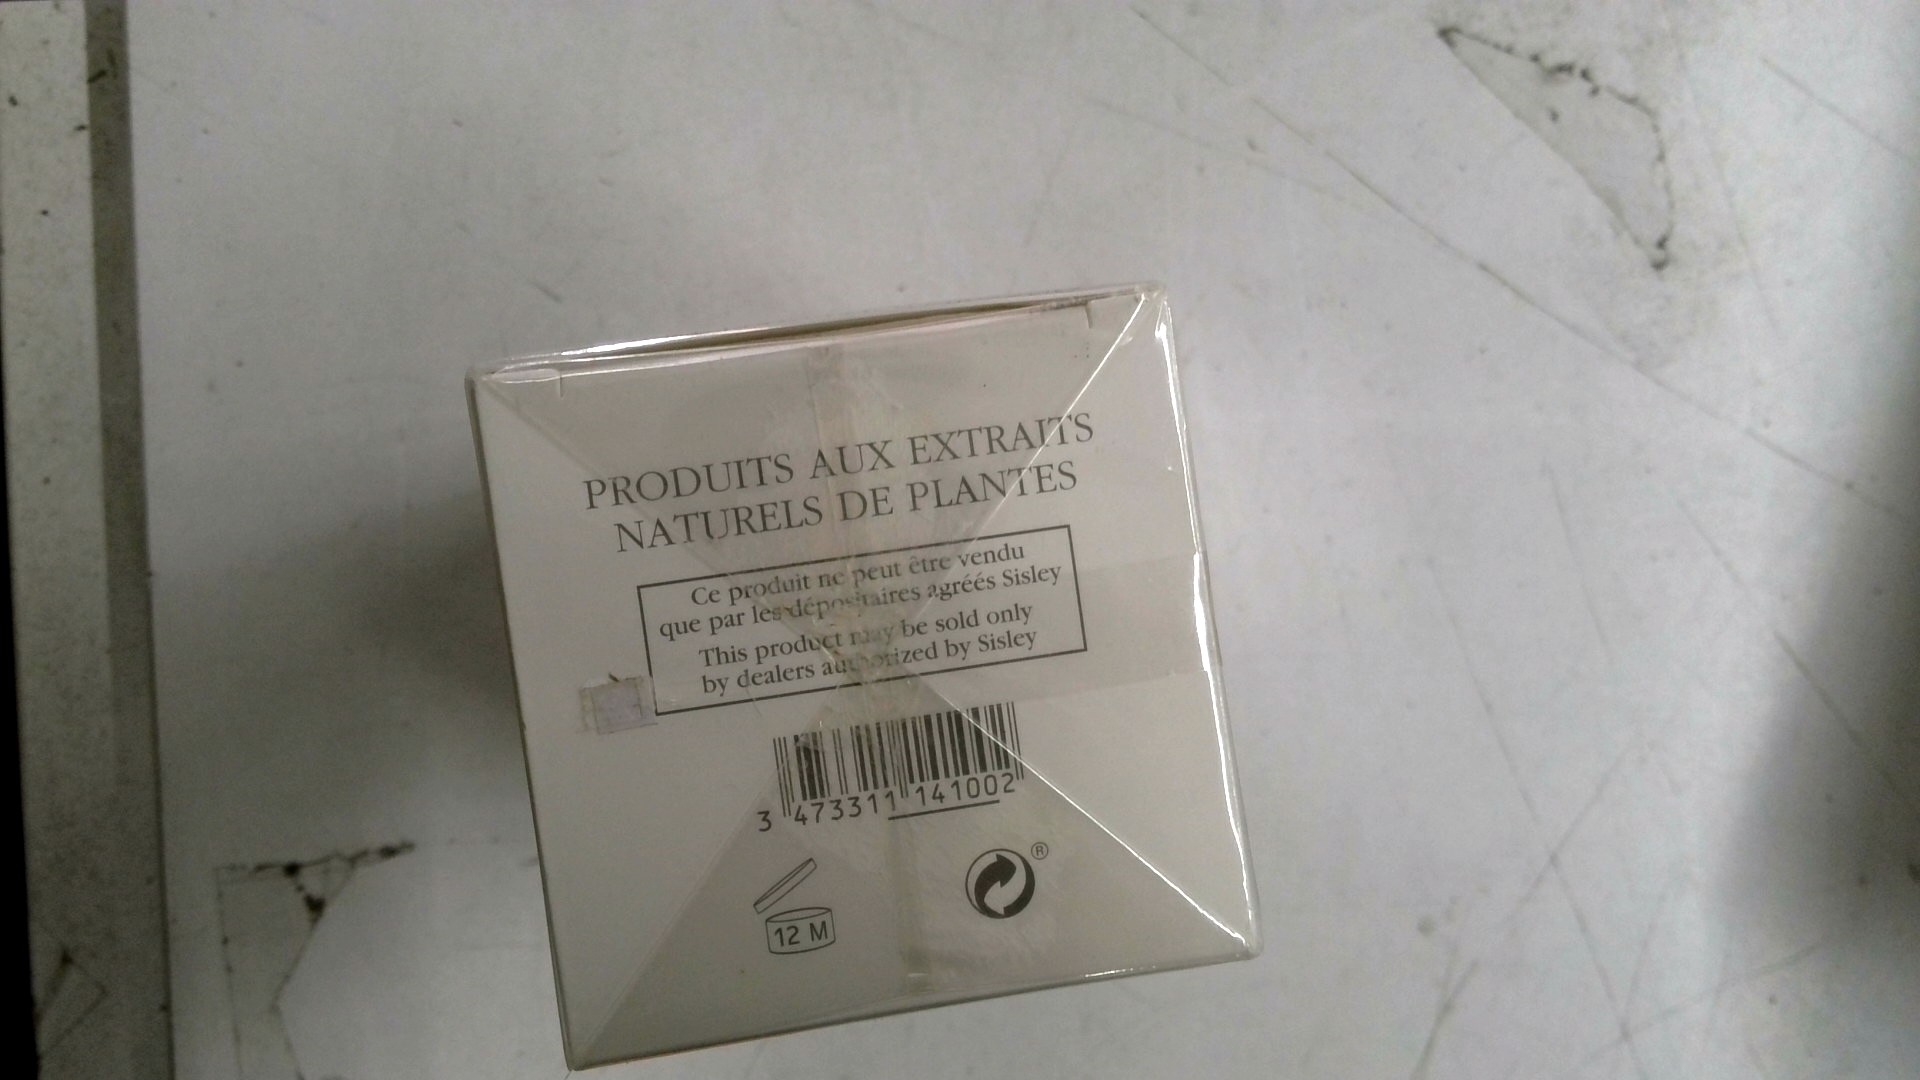 PRODUITS AUX EXTRAITS
NATURELS DE PLANTES
Ce produit ne peut être vendu
que par les dépositaires agréés Sisley
This product may be sold only
by dealers authorized by Sisley
3 473311 141002
12 M
®